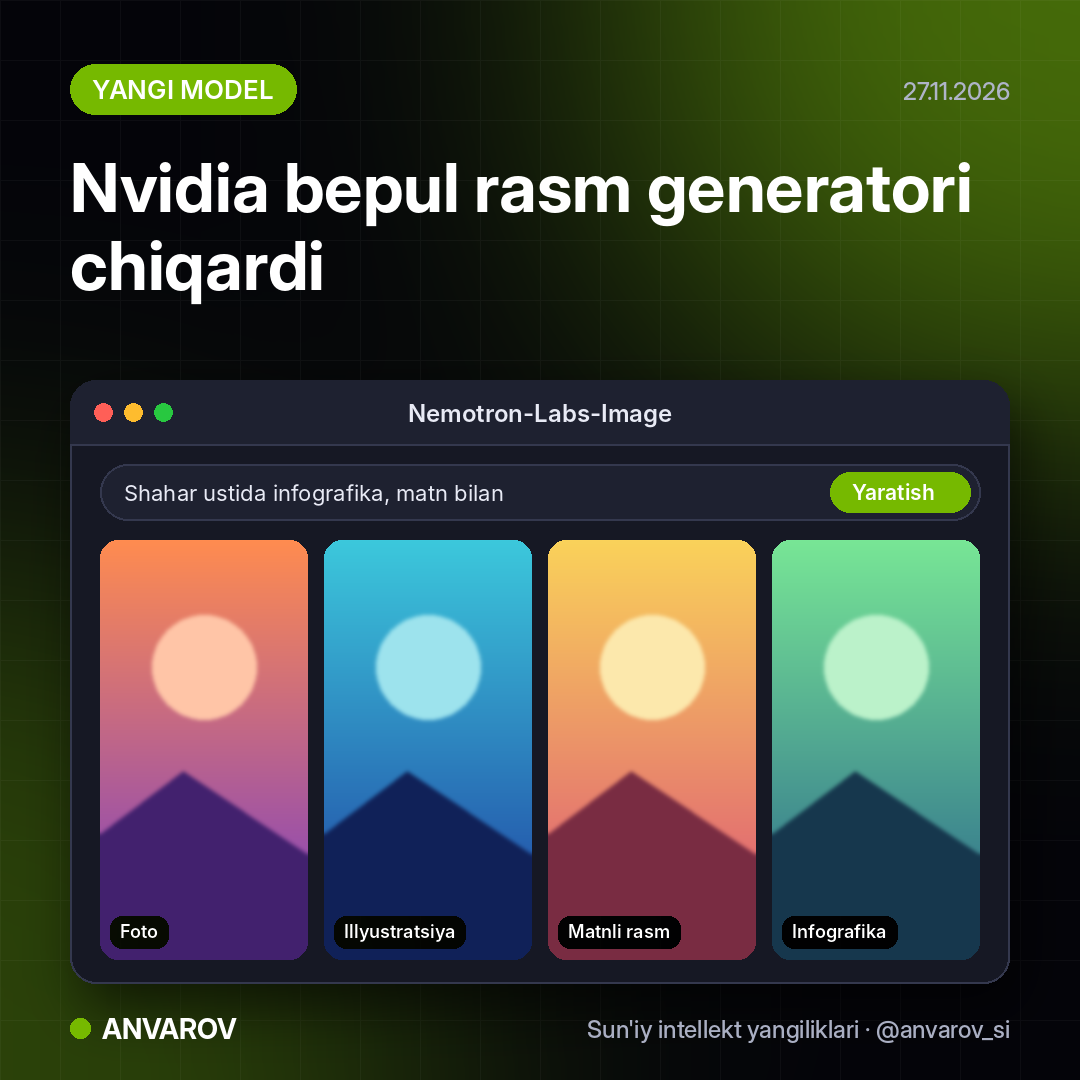 YANGI MODEL
27.11.2026
Nvidia bepul rasm generatori
chiqardi
Nemotron-Labs-Image
Shahar ustida infografika, matn bilan
Yaratish
Foto
Illyustratsiya
Matnli rasm
Infografika
ANVAROV
Sun'iy intellekt yangiliklari · @anvarov_si